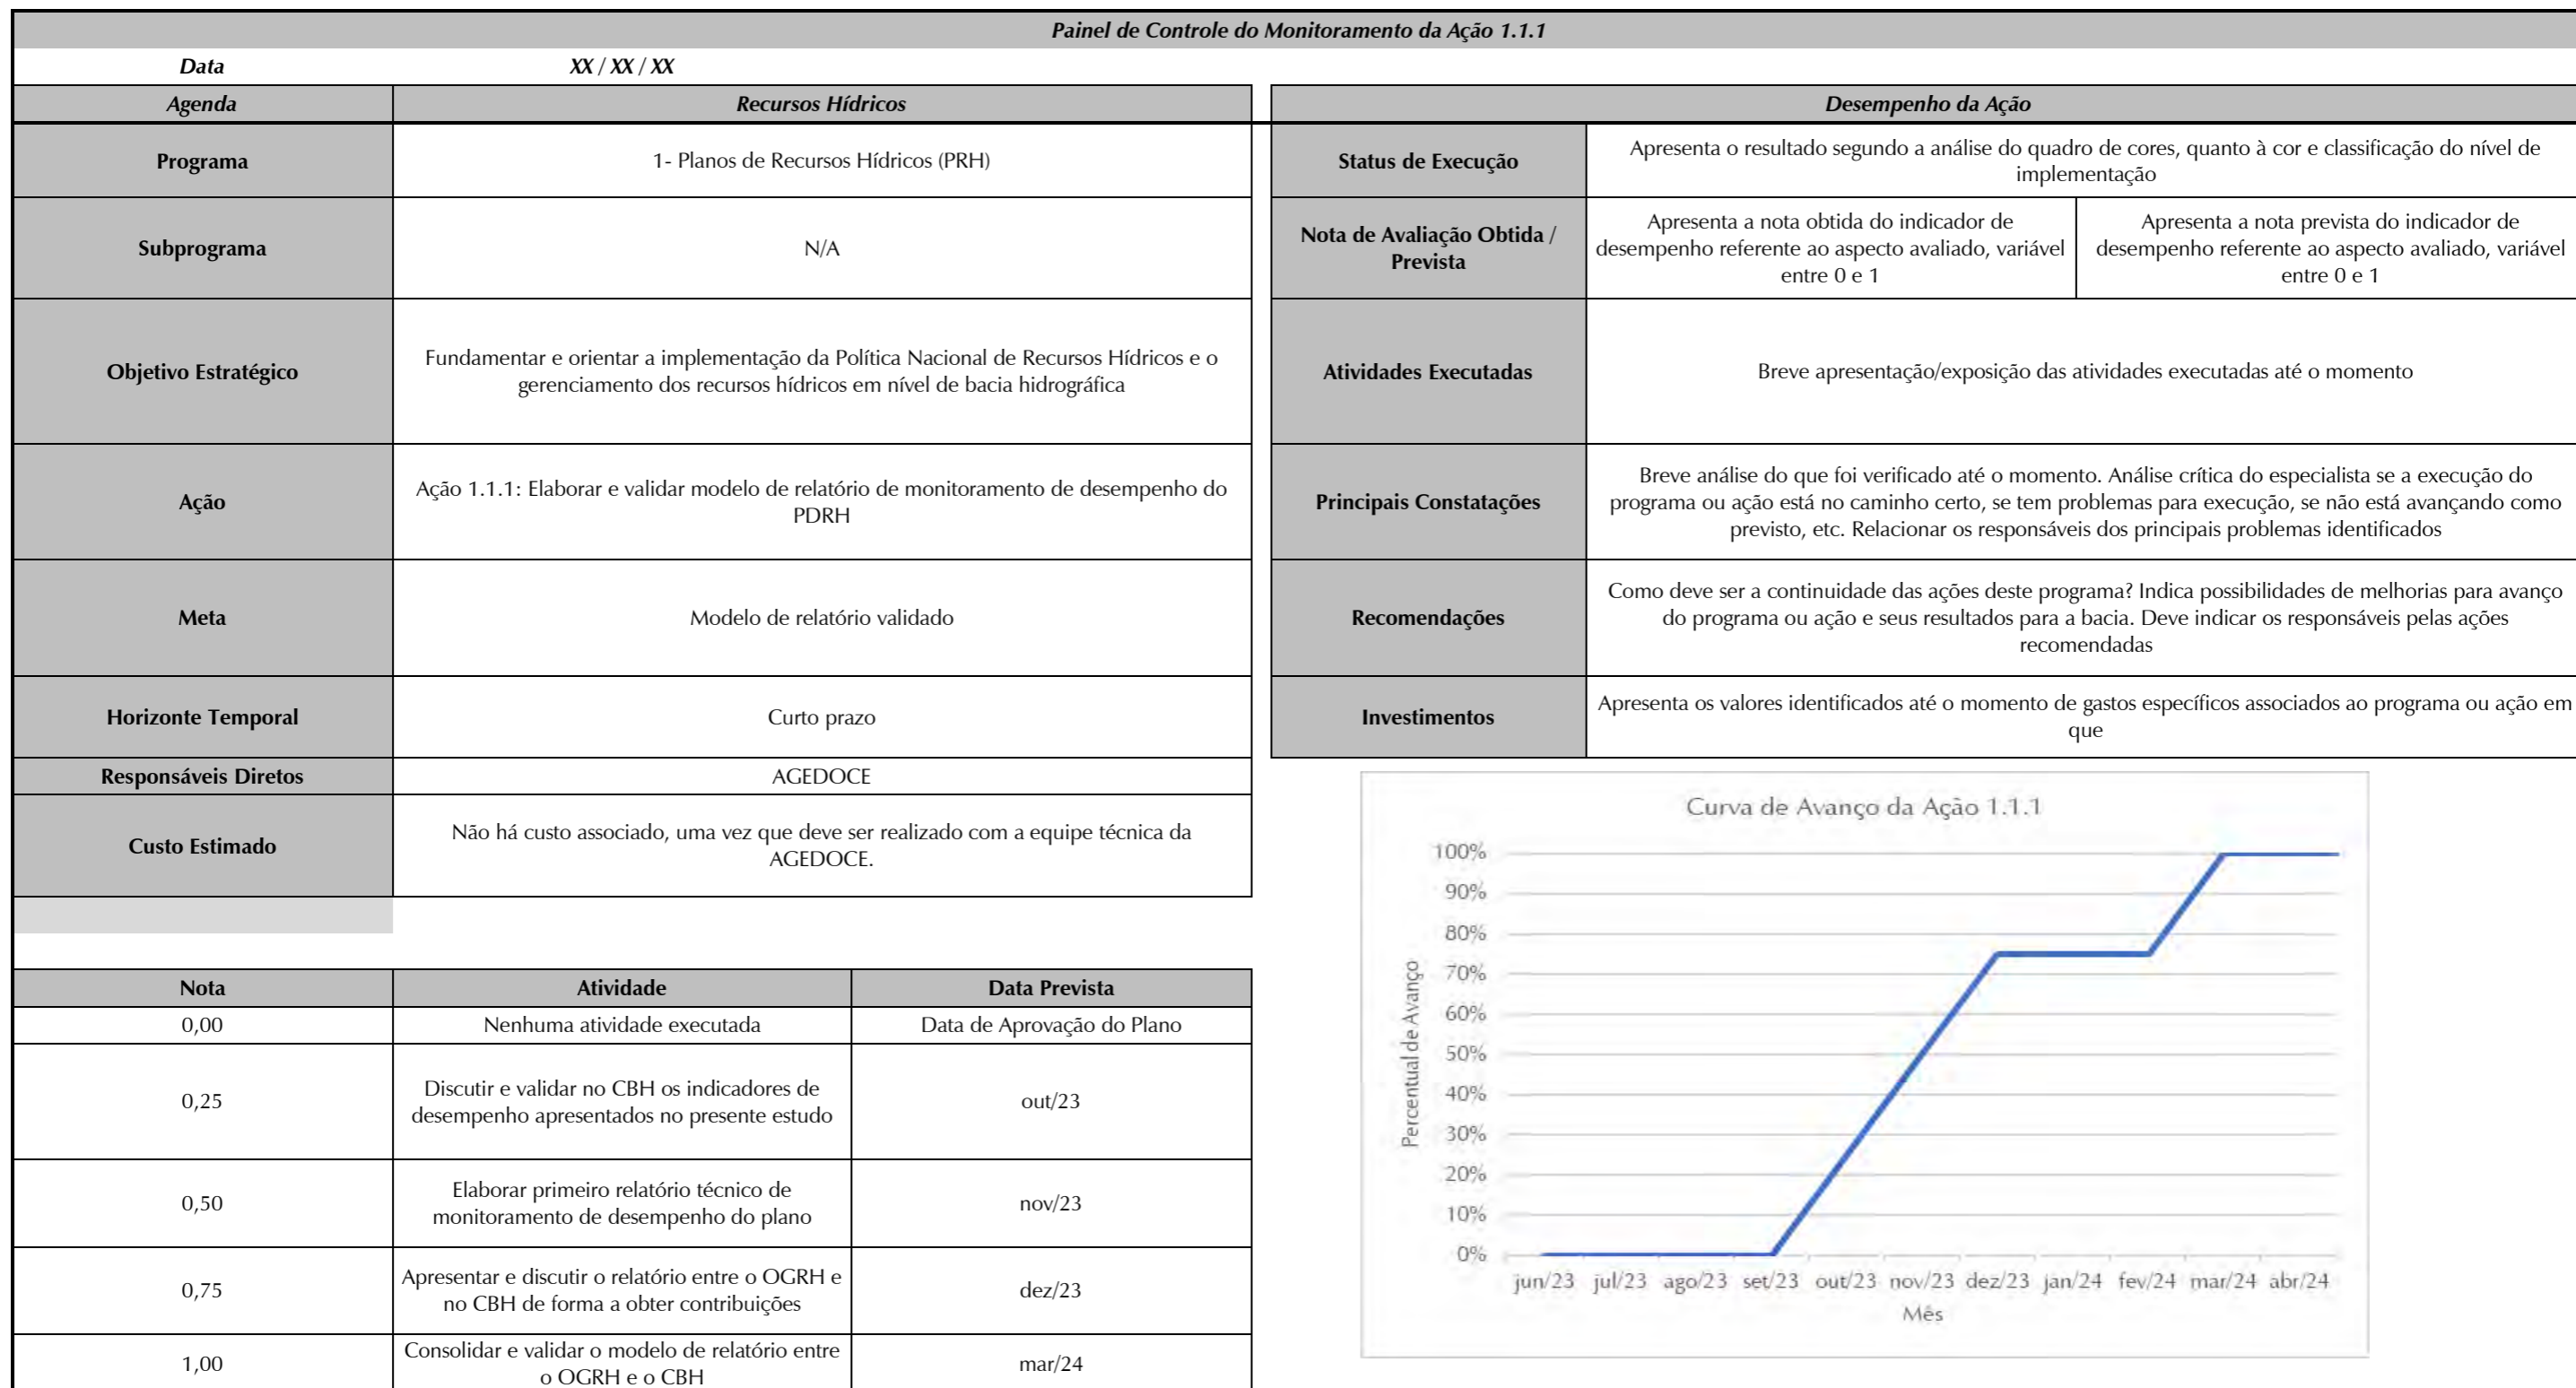 Painel de Controle do Monitoramento da Ação 1.1.1
Data
XX / XX / XX
Agenda
Recursos Hídricos
Programa
1- Planos de Recursos Hídricos (PRH)
Subprograma
N/A
Objetivo Estratégico
Fundamentar e orientar a implementação da Política Nacional de Recursos Hídricos e o
gerenciamento dos recursos hídricos em nível de bacia hidrográfica
Ação
Ação 1.1.1: Elaborar e validar modelo de relatório de monitoramento de desempenho do
PDRH
Meta
Modelo de relatório validado
Horizonte Temporal
Curto prazo
Responsáveis Diretos
AGEDOCE
Custo Estimado
Não há custo associado, uma vez que deve ser realizado com a equipe técnica da
AGEDOCE.
Desempenho da Ação
Status de Execução
Apresenta o resultado segundo a análise do quadro de cores, quanto à cor e classificação do nível de
implementação
Nota de Avaliação Obtida /
Prevista
Apresenta a nota obtida do indicador de
desempenho referente ao aspecto avaliado, variável
entre 0 e 1
Apresenta a nota prevista do indicador de
desempenho referente ao aspecto avaliado, variável
entre 0 e 1
Atividades Executadas
Breve apresentação/exposição das atividades executadas até o momento
Principais Constatações
Breve análise do que foi verificado até o momento. Análise crítica do especialista se a execução do
programa ou ação está no caminho certo, se tem problemas para execução, se não está avançando como
previsto, etc. Relacionar os responsáveis dos principais problemas identificados
Recomendações
Como deve ser a continuidade das ações deste programa? Indica possibilidades de melhorias para avanço
do programa ou ação e seus resultados para a bacia. Deve indicar os responsáveis pelas ações
recomendadas
Investimentos
Apresenta os valores identificados até o momento de gastos específicos associados ao programa ou ação em
que
Nota
Atividade
Data Prevista
0,00
Nenhuma atividade executada
Data de Aprovação do Plano
0,25
Discutir e validar no CBH os indicadores de
desempenho apresentados no presente estudo
out/23
0,50
Elaborar primeiro relatório técnico de
monitoramento de desempenho do plano
nov/23
0,75
Apresentar e discutir o relatório entre o OGRH e
no CBH de forma a obter contribuições
dez/23
1,00
Consolidar e validar o modelo de relatório entre
o OGRH e o CBH
mar/24
Curva de Avanço da Ação 1.1.1
Percentual de Avanço
100%
90%
80%
70%
60%
50%
40%
30%
20%
10%
0%
jun/23 jul/23 ago/23 set/23 out/23 nov/23 dez/23 jan/24 fev/24 mar/24 abr/24
Mês